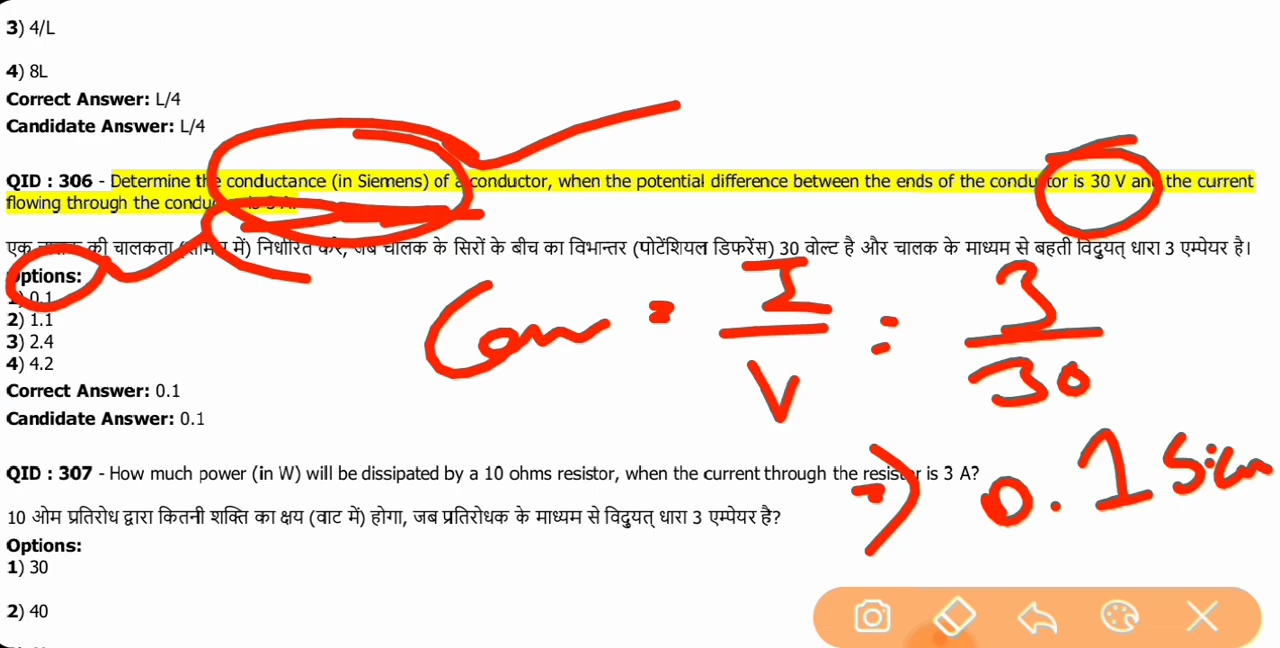 3) 4/L
4) 8L
Correct Answer: L/4
Candidate Answer: L/4
QID : 306 - Determine the conductance (in Siemens) of a conductor, when the potential difference between the ends of the conductor is 30 V and the current
flowing through the conductor is 3 A.
एक चालक की चालकता (सीमेंस में) निर्धारित करें, जब चालक के सिरों के बीच का विभान्तर (पोटेंशियल डिफरेंस) 30 वोल्ट है और चालक के माध्यम से बहती विद्युत् धारा 3 एम्पेयर है।
Options:
1) 0.1
2) 1.1
3) 2.4
4) 4.2
Correct Answer: 0.1
Candidate Answer: 0.1
Con = I/V = 3/30
⇒ 0.1 Sim
QID : 307 - How much power (in W) will be dissipated by a 10 ohms resistor, when the current through the resistor is 3 A?
10 ओम प्रतिरोध द्वारा कितनी शक्ति का क्षय (वाट में) होगा, जब प्रतिरोधक के माध्यम से विद्युत् धारा 3 एम्पेयर है?
Options:
1) 30
2) 40